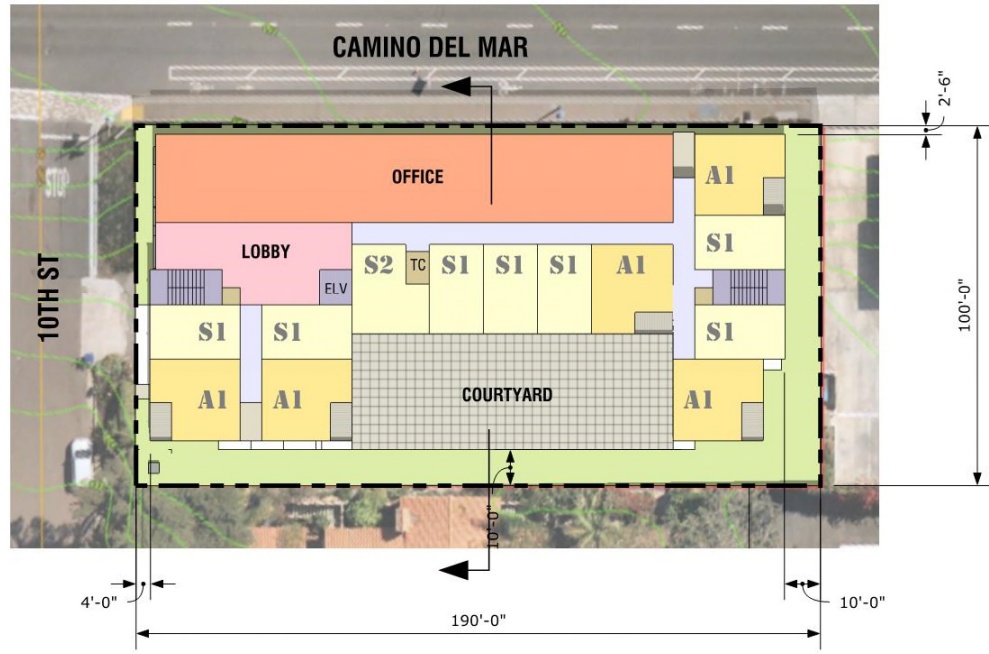 CAMINO DEL MAR
2'-6"
OFFICE
A1
STOP
LOBBY
S1
S2
TC
S1
S1
S1
A1
10TH ST
ELV
100'-0"
S1
S1
S1
COURTYARD
A1
A1
A1
10'-0"
4'-0"
10'-0"
190'-0"